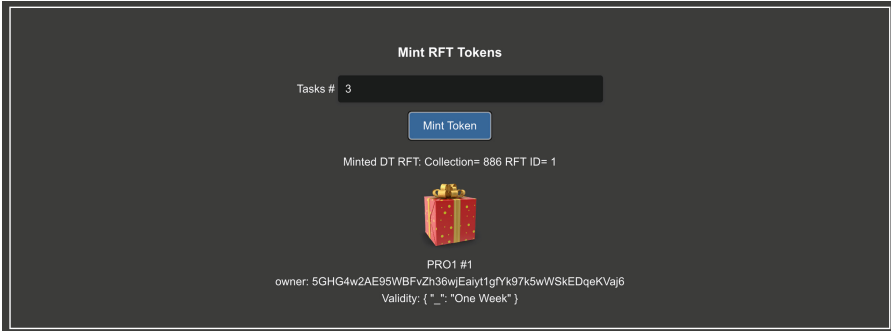 Mint RFT Tokens
Tasks # 3
Mint Token
Minted DT RFT: Collection= 886 RFT ID= 1
PRO1 #1
owner: 5GHG4w2AE95WBFvZh36wjEaiyt1gfYk97k5wWSkEDqeKVaj6
Validity: { "_": "One Week" }